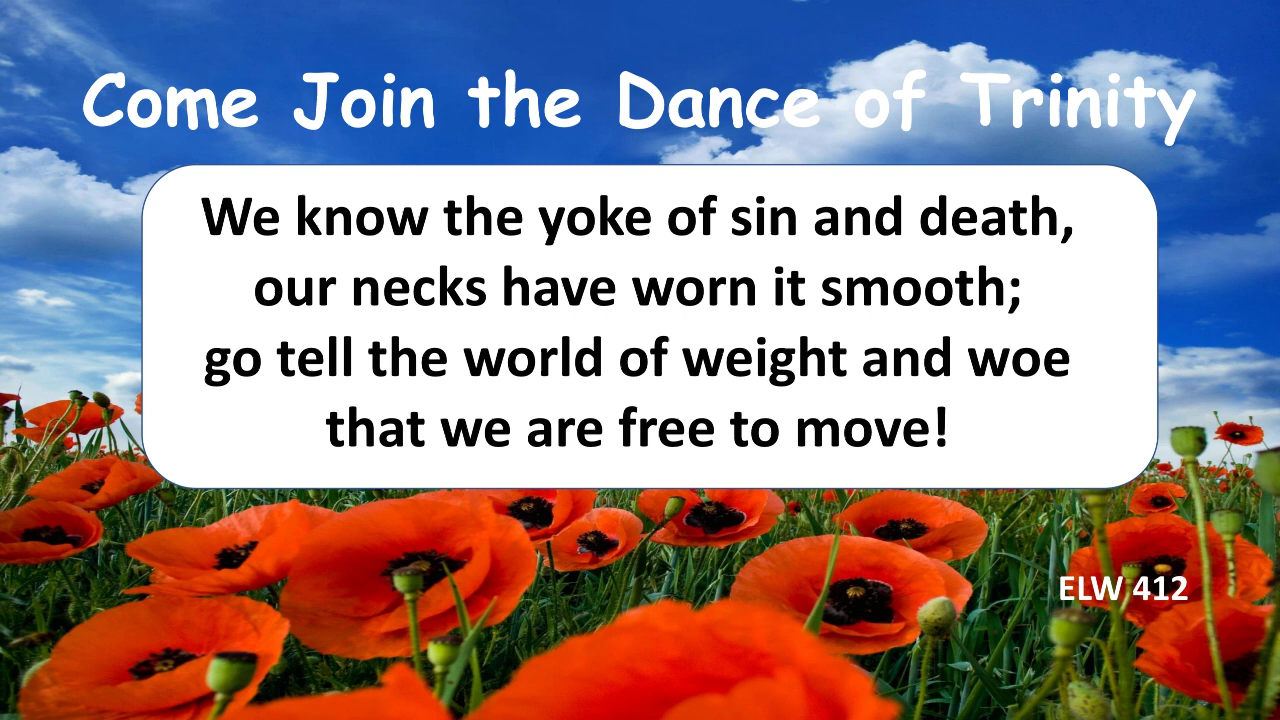 Come Join the Dance of Trinity
We know the yoke of sin and death,
our necks have worn it smooth;
go tell the world of weight and woe
that we are free to move!
ELW 412